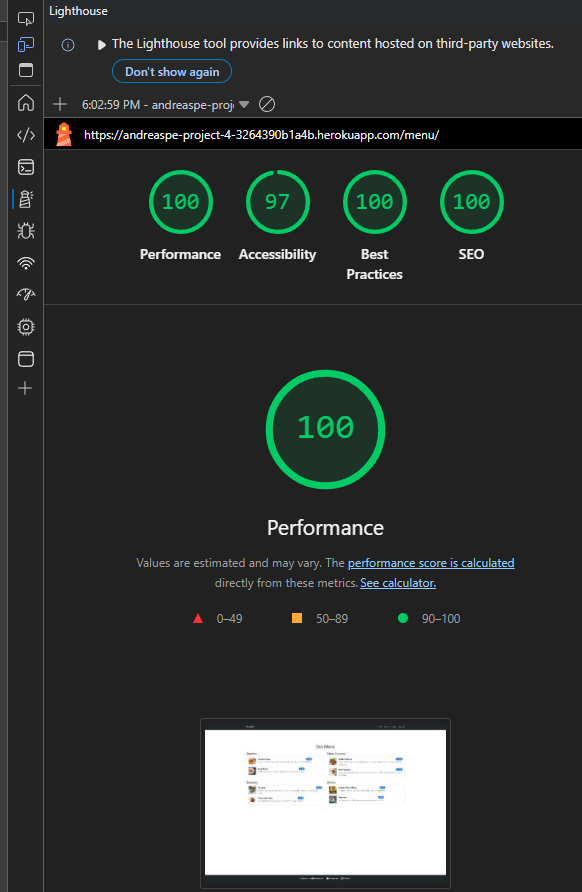 Lighthouse
The Lighthouse tool provides links to content hosted on third-party websites.
Don't show again
6:02:59 PM - andreaspe-proj
https://andreaspe-project-4-3264390b1a4b.herokuapp.com/menu/
100 97 100 100
Performance Accessibility Best SEO
Practices
100
Performance
Values are estimated and may vary. The performance score is calculated
directly from these metrics. See calculator.
0–49 50–89 90–100
Our Menu